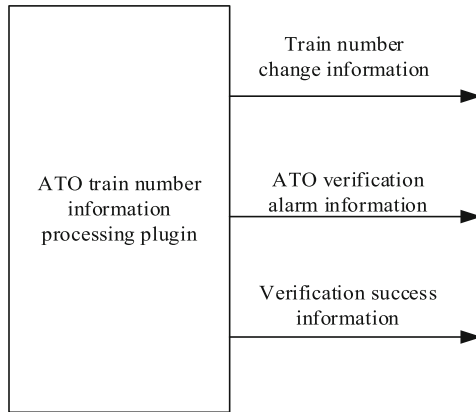 Train number
change information
ATO train number
information
processing plugin
ATO verification
alarm information
Verification success
information